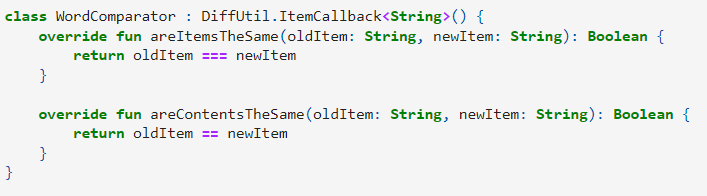 class WordComparator : DiffUtil.ItemCallback<String>() {
    override fun areItemsTheSame(oldItem: String, newItem: String): Boolean {
        return oldItem === newItem
    }

    override fun areContentsTheSame(oldItem: String, newItem: String): Boolean {
        return oldItem == newItem
    }
}